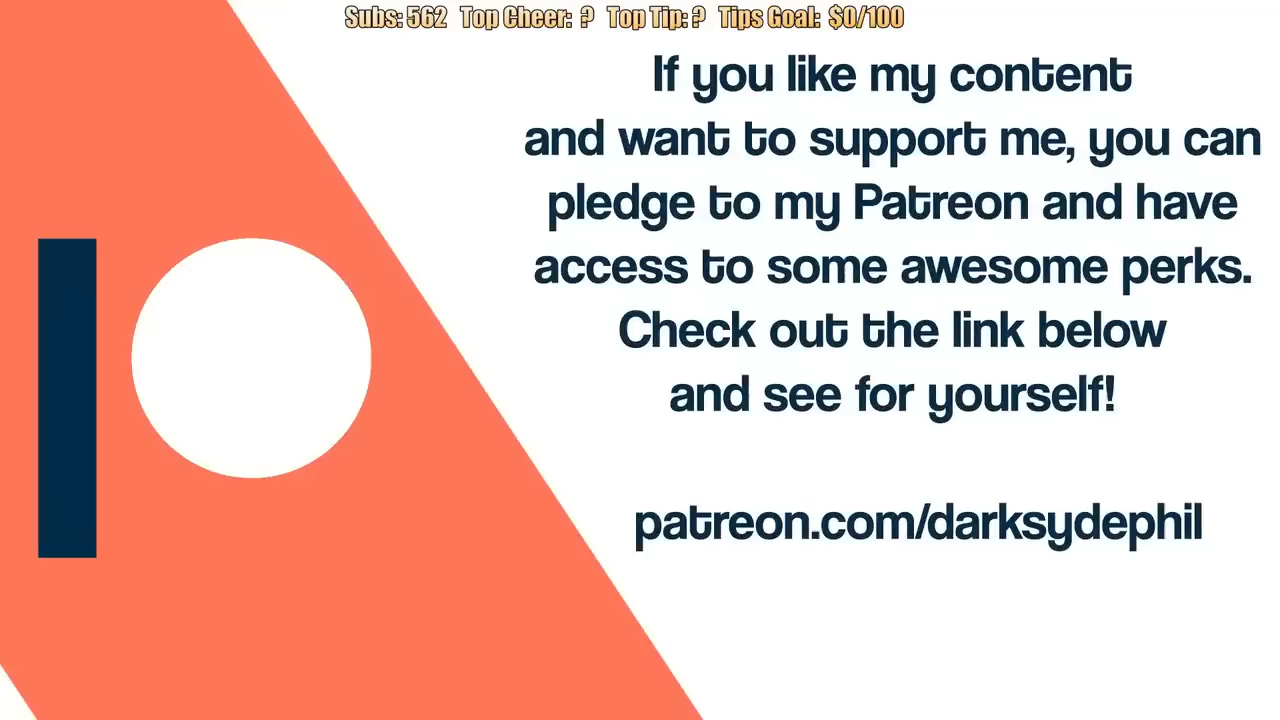 Subs: 562 Top Cheer: ? Top Tip: ? Tips Goal: $0/100
If you like my content
and want to support me, you can
pledge to my Patreon and have
access to some awesome perks.
Check out the link below
and see for yourself!
patreon.com/darksydephil